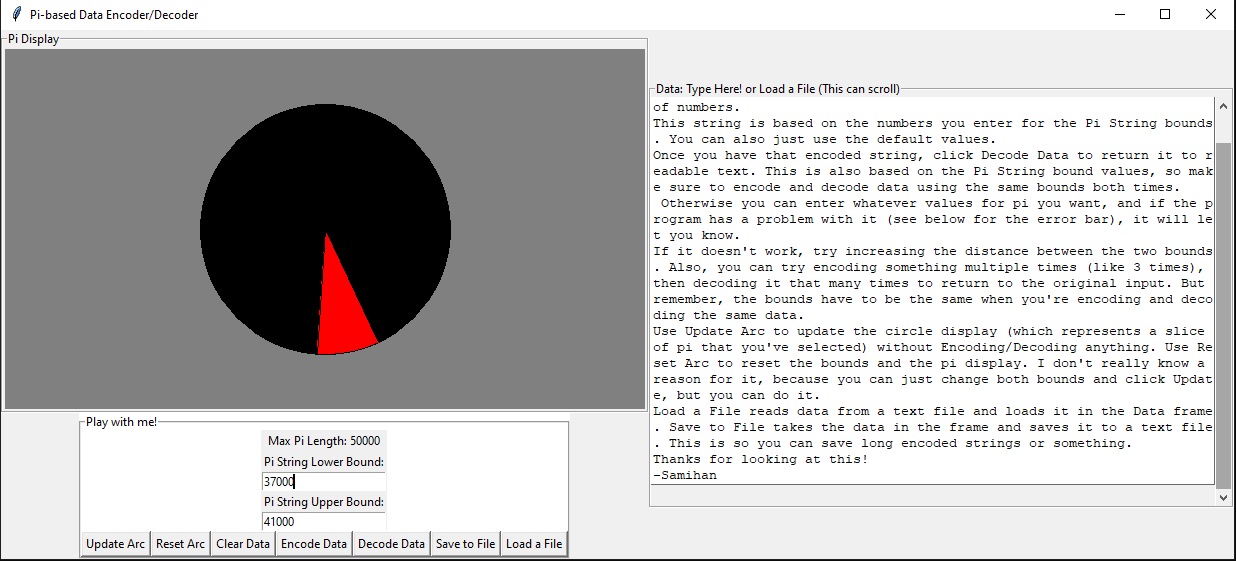 Pi-based Data Encoder/Decoder
Pi Display
Data: Type Here! or Load a File (This can scroll)
of numbers.
This string is based on the numbers you enter for the Pi String bounds
. You can also just use the default values.
Once you have that encoded string, click Decode Data to return it to r
eadable text. This is also based on the Pi String bound values, so mak
e sure to encode and decode data using the same bounds both times.
 Otherwise you can enter whatever values for pi you want, and if the p
rogram has a problem with it (see below for the error bar), it will le
t you know.
If it doesn't work, try increasing the distance between the two bounds
. Also, you can try encoding something multiple times (like 3 times),
then decoding it that many times to return to the original input. But
remember, the bounds have to be the same when you're encoding and deco
ding the same data.
Use Update Arc to update the circle display (which represents a slice
of pi that you've selected) without Encoding/Decoding anything. Use Re
set Arc to reset the bounds and the pi display. I don't really know a
reason for it, because you can just change both bounds and click Updat
e, but you can do it.
Load a File reads data from a text file and loads it in the Data frame
. Save to File takes the data in the frame and saves it to a text file
. This is so you can save long encoded strings or something.
Thanks for looking at this!
-Samihan
Play with me!
Max Pi Length: 50000
Pi String Lower Bound:
37000
Pi String Upper Bound:
41000
Update Arc Reset Arc Clear Data Encode Data Decode Data Save to File Load a File